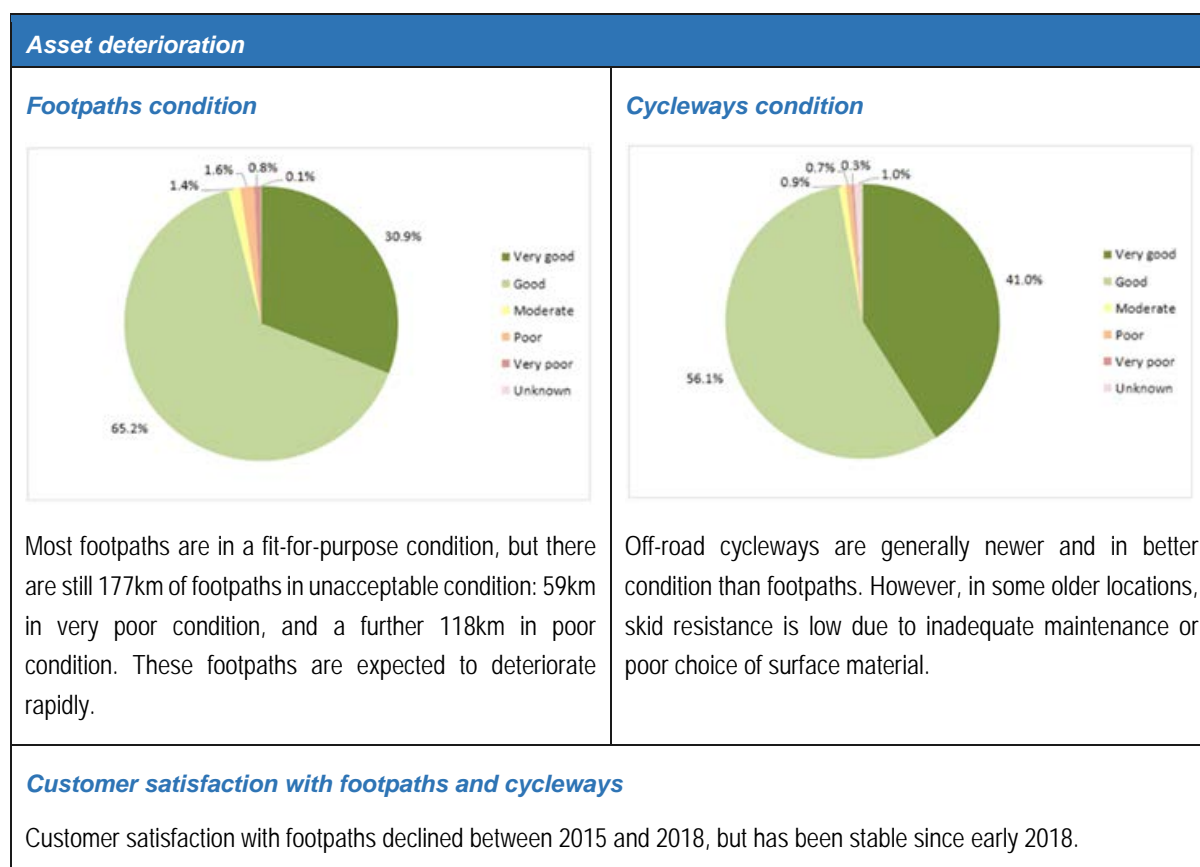 Asset deterioration
Footpaths condition
1.4%
1.6%
0.8%
0.1%
30.9%
65.2%
Very good
Good
Moderate
Poor
Very poor
Unknown
Most footpaths are in a fit-for-purpose condition, but there
are still 177km of footpaths in unacceptable condition: 59km
in very poor condition, and a further 118km in poor
condition. These footpaths are expected to deteriorate
rapidly.
Cycleways condition
0.9%
0.7%
0.3%
1.0%
41.0%
56.1%
Very good
Good
Moderate
Poor
Very poor
Unknown
Off-road cycleways are generally newer and in better
condition than footpaths. However, in some older locations,
skid resistance is low due to inadequate maintenance or
poor choice of surface material.
Customer satisfaction with footpaths and cycleways
Customer satisfaction with footpaths declined between 2015 and 2018, but has been stable since early 2018.